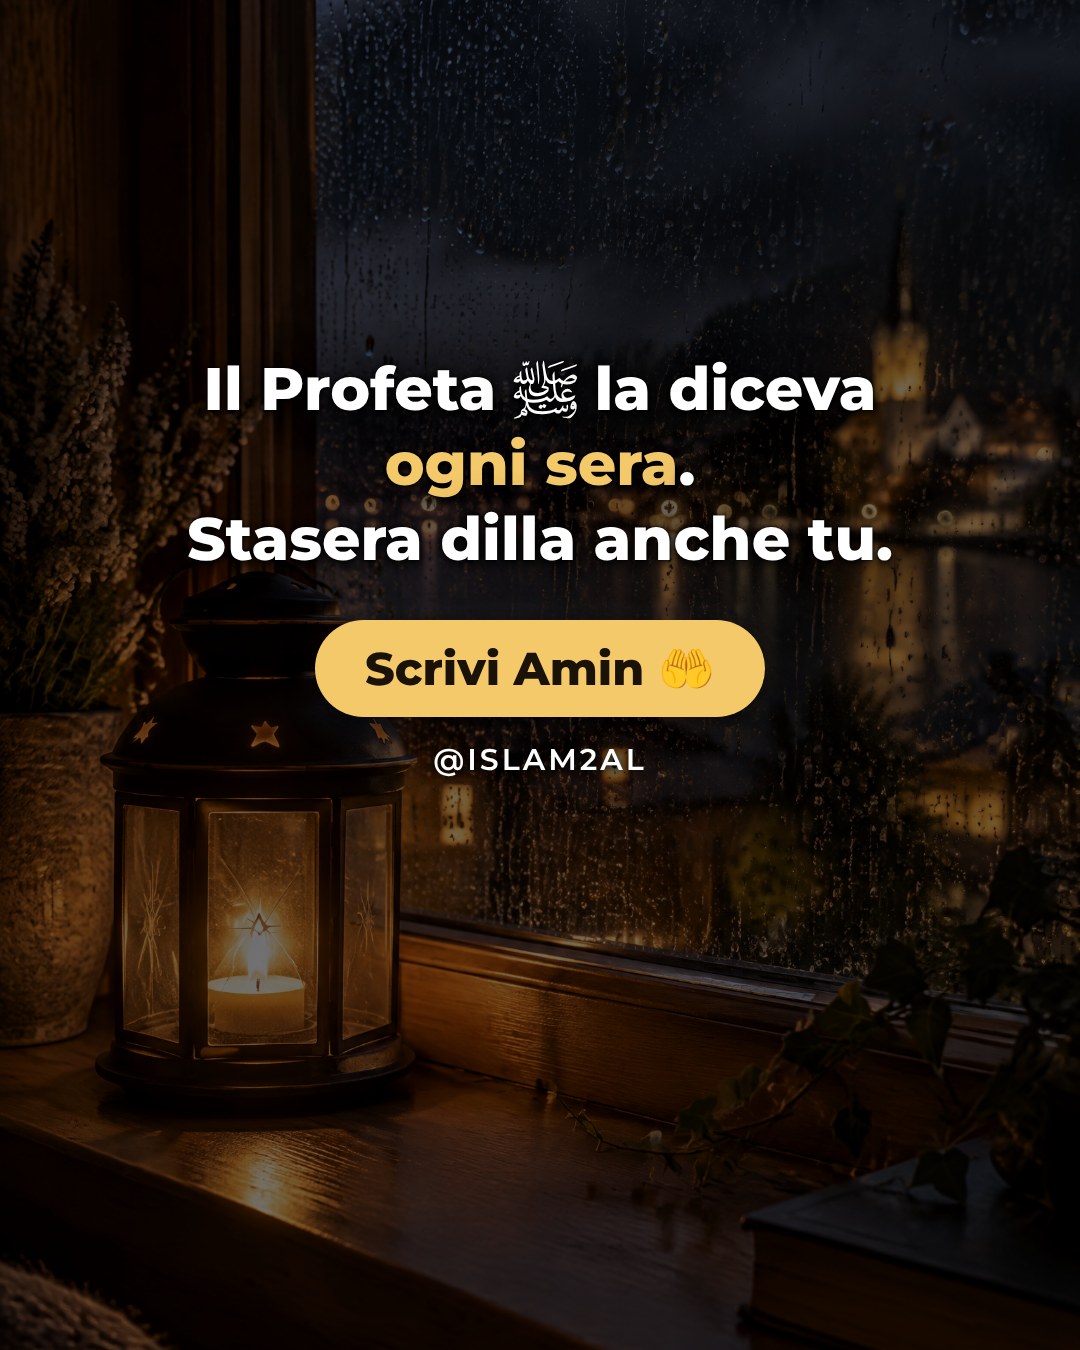 Il Profeta ﷺ la diceva
ogni sera.
Stasera dilla anche tu.
Scrivi Amin 🤲
@ISLAM2AL